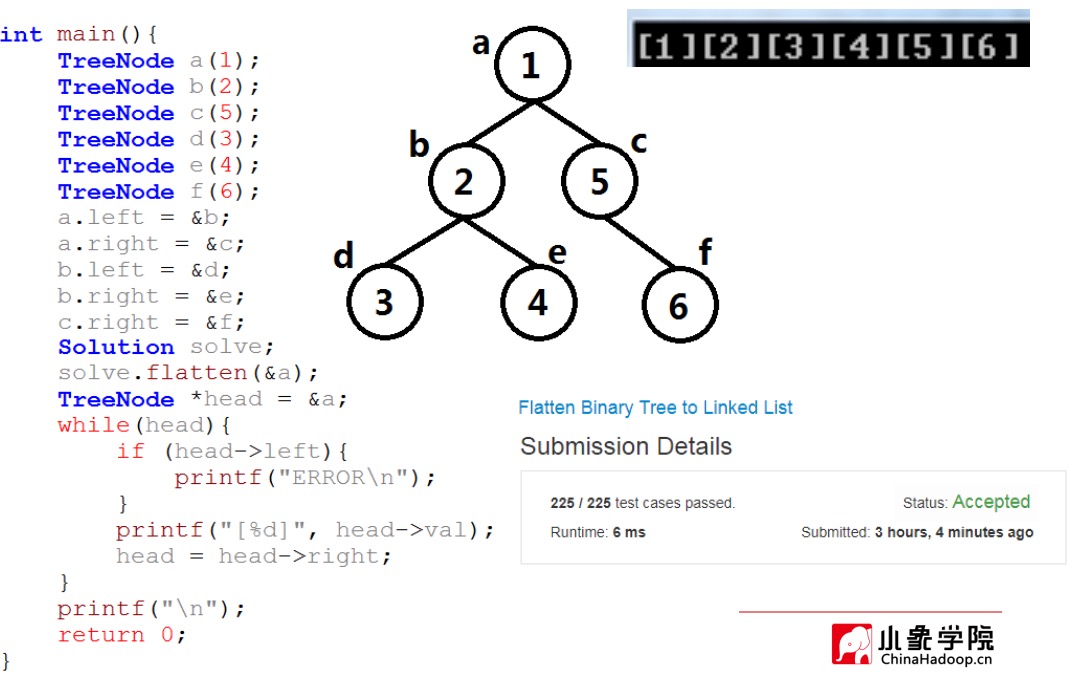 int main(){
    TreeNode a(1);
    TreeNode b(2);
    TreeNode c(5);
    TreeNode d(3);
    TreeNode e(4);
    TreeNode f(6);
    a.left = &b;
    a.right = &c;
    b.left = &d;
    b.right = &e;
    c.right = &f;
    Solution solve;
    solve.flatten(&a);
    TreeNode *head = &a;
    while(head){
        if (head->left){
            printf("ERROR\n");
        }
        printf("[%d]", head->val);
        head = head->right;
    }
    printf("\n");
    return 0;
}
a
1
b
2
c
5
d
3
e
4
f
6
[1][2][3][4][5][6]
Flatten Binary Tree to Linked List
Submission Details
225 / 225 test cases passed.
Status: Accepted
Runtime: 6 ms
Submitted: 3 hours, 4 minutes ago
小象学院
ChinaHadoop.cn